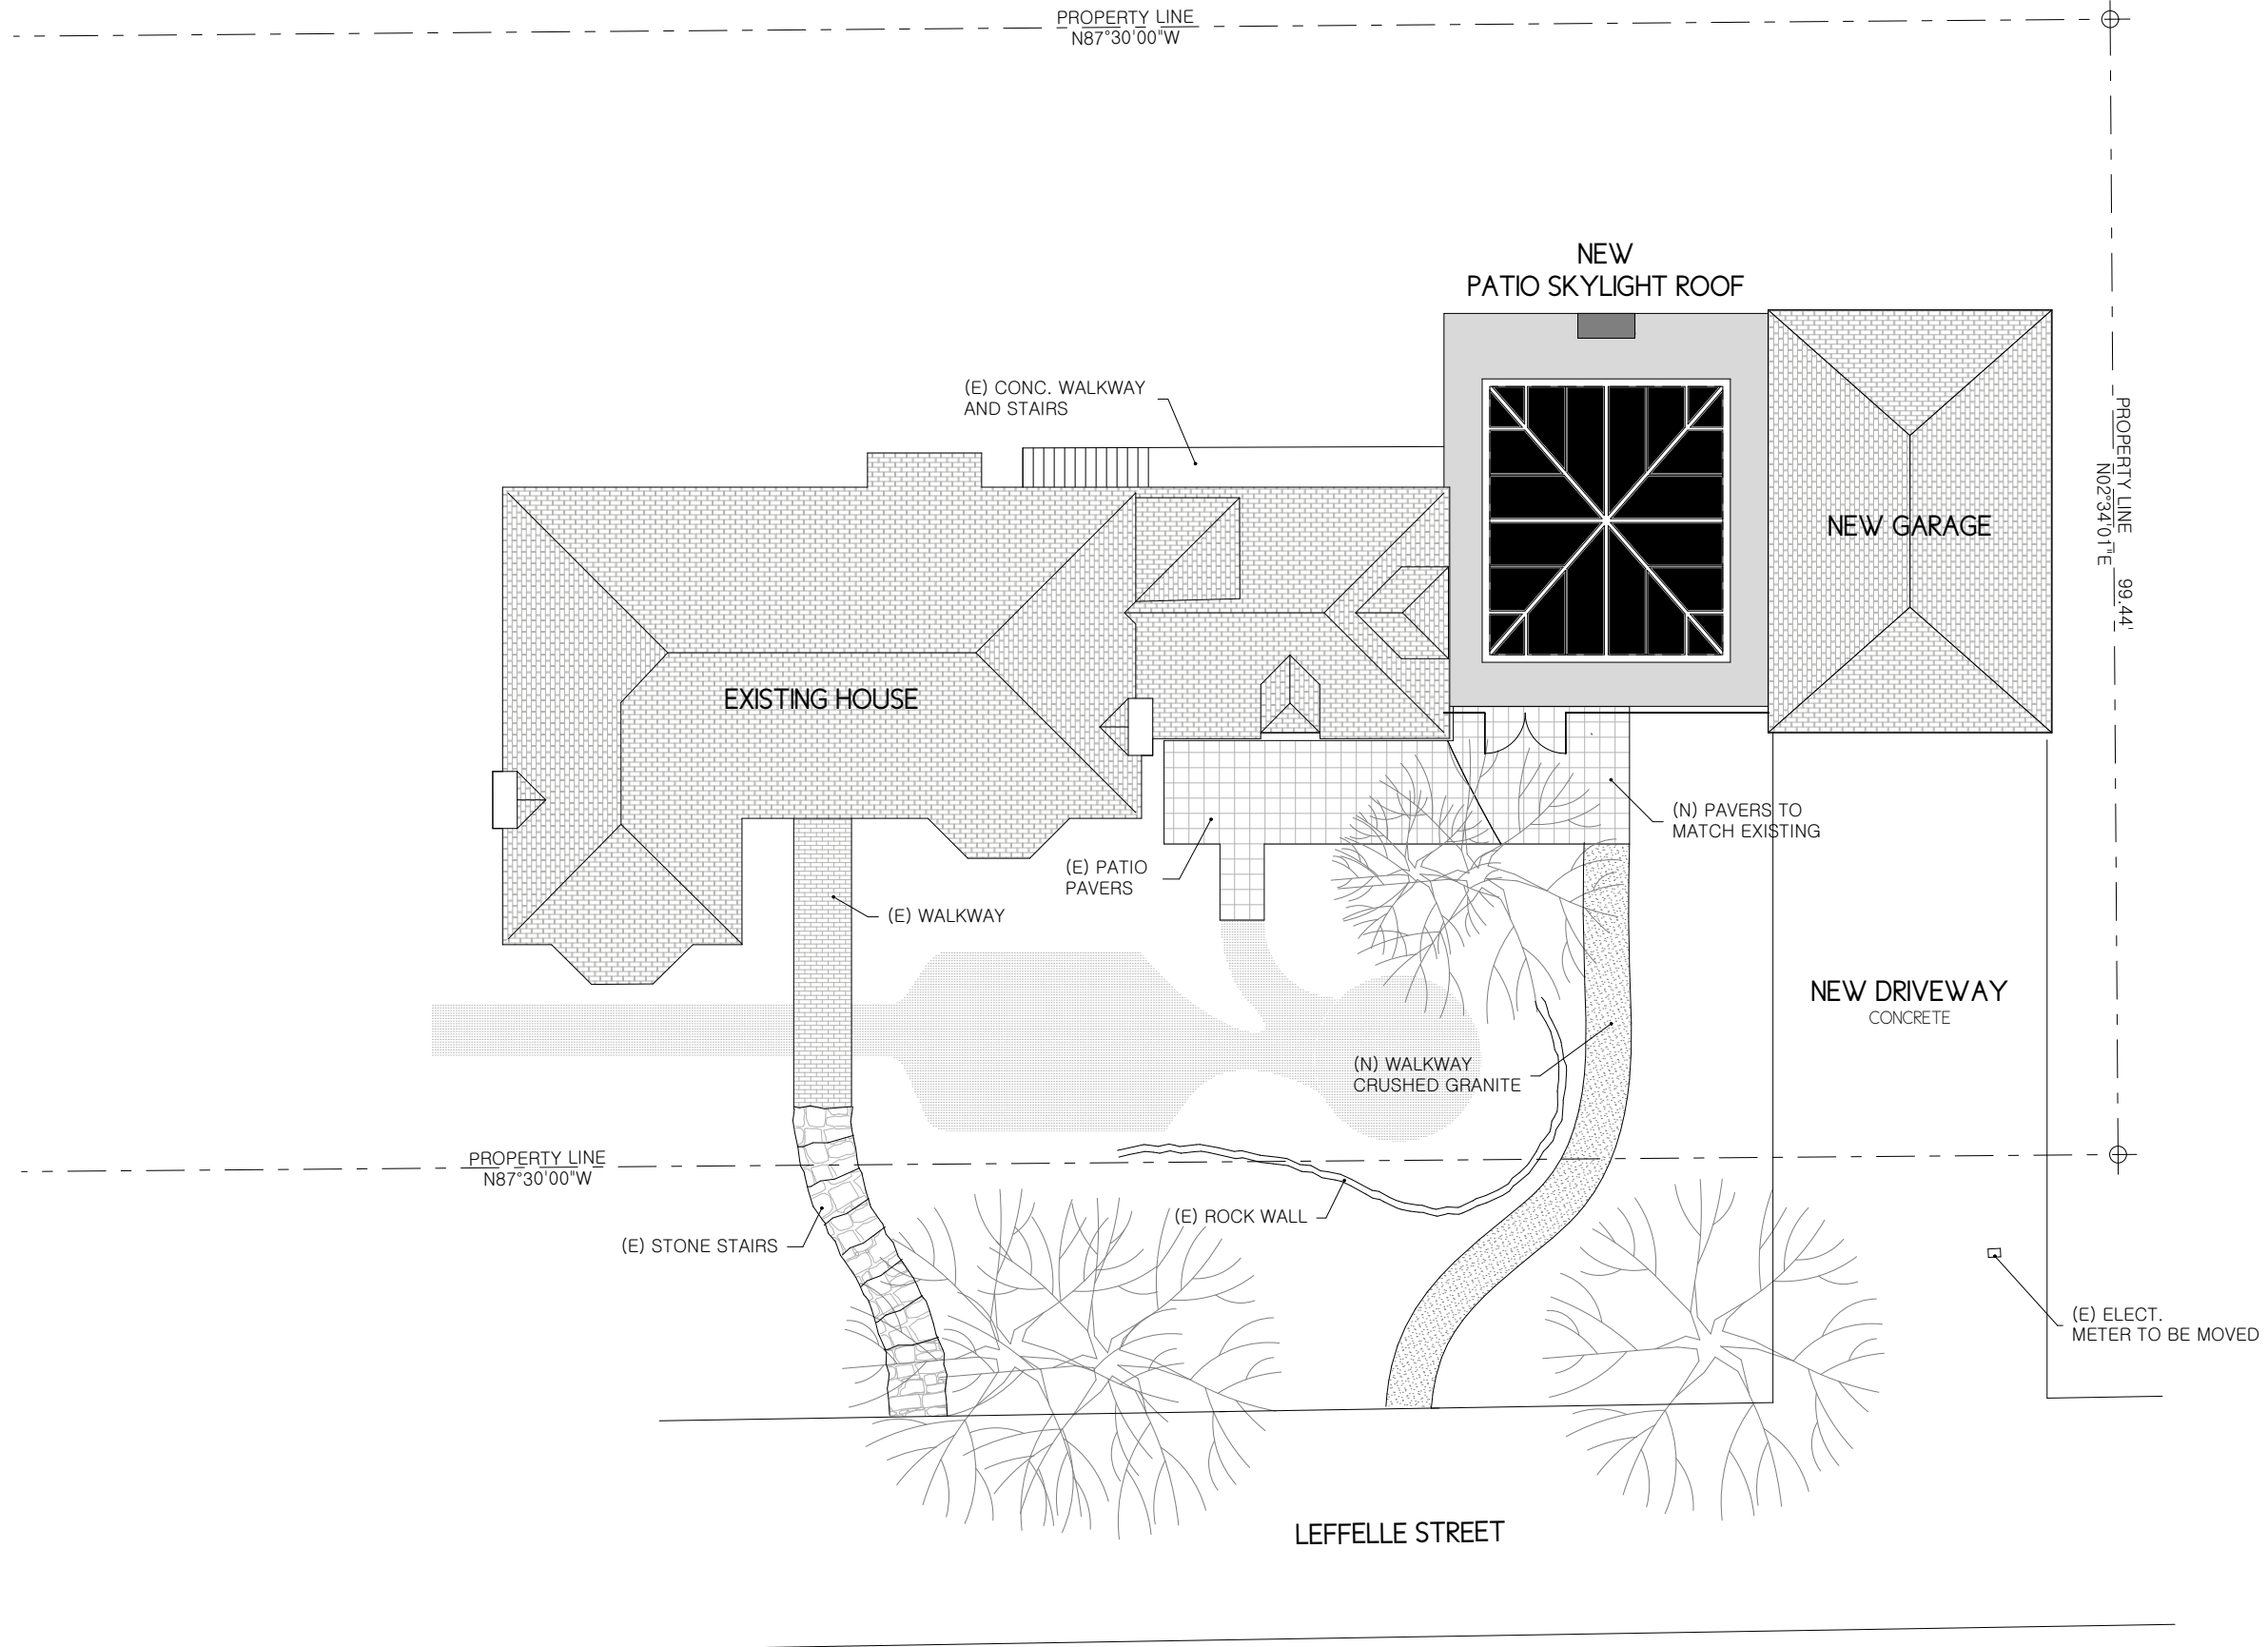 PROPERTY LINE
N87°30'00"W
NEW
PATIO SKYLIGHT ROOF
(E) CONC. WALKWAY
AND STAIRS
PROPERTY LINE 99.44'
N02°34'01"E
NEW GARAGE
EXISTING HOUSE
(N) PAVERS TO
MATCH EXISTING
(E) PATIO
PAVERS
(E) WALKWAY
NEW DRIVEWAY
CONCRETE
(N) WALKWAY
CRUSHED GRANITE
PROPERTY LINE
N87°30'00"W
(E) ROCK WALL
(E) STONE STAIRS
(E) ELECT.
METER TO BE MOVED
LEFFELLE STREET